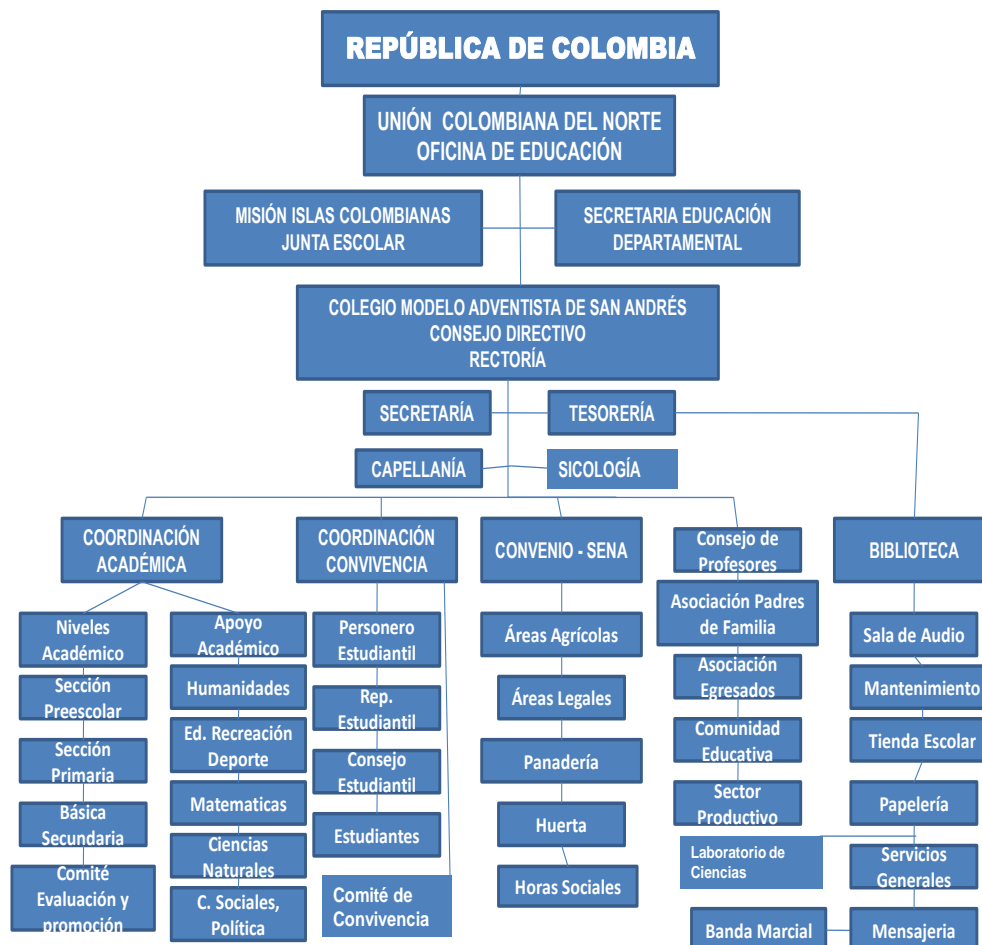 REPÚBLICA DE COLOMBIA
UNIÓN COLOMBIANA DEL NORTE
OFICINA DE EDUCACIÓN
MISIÓN ISLAS COLOMBIANAS
JUNTA ESCOLAR
SECRETARIA EDUCACIÓN
DEPARTAMENTAL
COLEGIO MODELO ADVENTISTA DE SAN ANDRÉS
CONSEJO DIRECTIVO
RECTORÍA
SECRETARÍA
TESORERÍA
CAPELLANÍA
SICOLOGÍA
COORDINACIÓN
ACADÉMICA
Niveles
Académico
Sección
Preescolar
Sección
Primaria
Básica
Secundaria
Comité
Evaluación y
promoción
Apoyo
Académico
Humanidades
Ed. Recreación
Deporte
Matematicas
Ciencias
Naturales
C. Sociales,
Política
COORDINACIÓN
CONVIVENCIA
Personero
Estudiantil
Rep.
Estudiantil
Consejo
Estudiantil
Estudiantes
Comité de
Convivencia
CONVENIO - SENA
Áreas Agrícolas
Áreas Legales
Panadería
Huerta
Horas Sociales
Consejo de
Profesores
Asociación Padres
de Familia
Asociación
Egresados
Comunidad
Educativa
Sector
Productivo
BIBLIOTECA
Sala de Audio
Mantenimiento
Tienda Escolar
Papelería
Laboratorio de
Ciencias
Servicios
Generales
Banda Marcial
Mensajeria